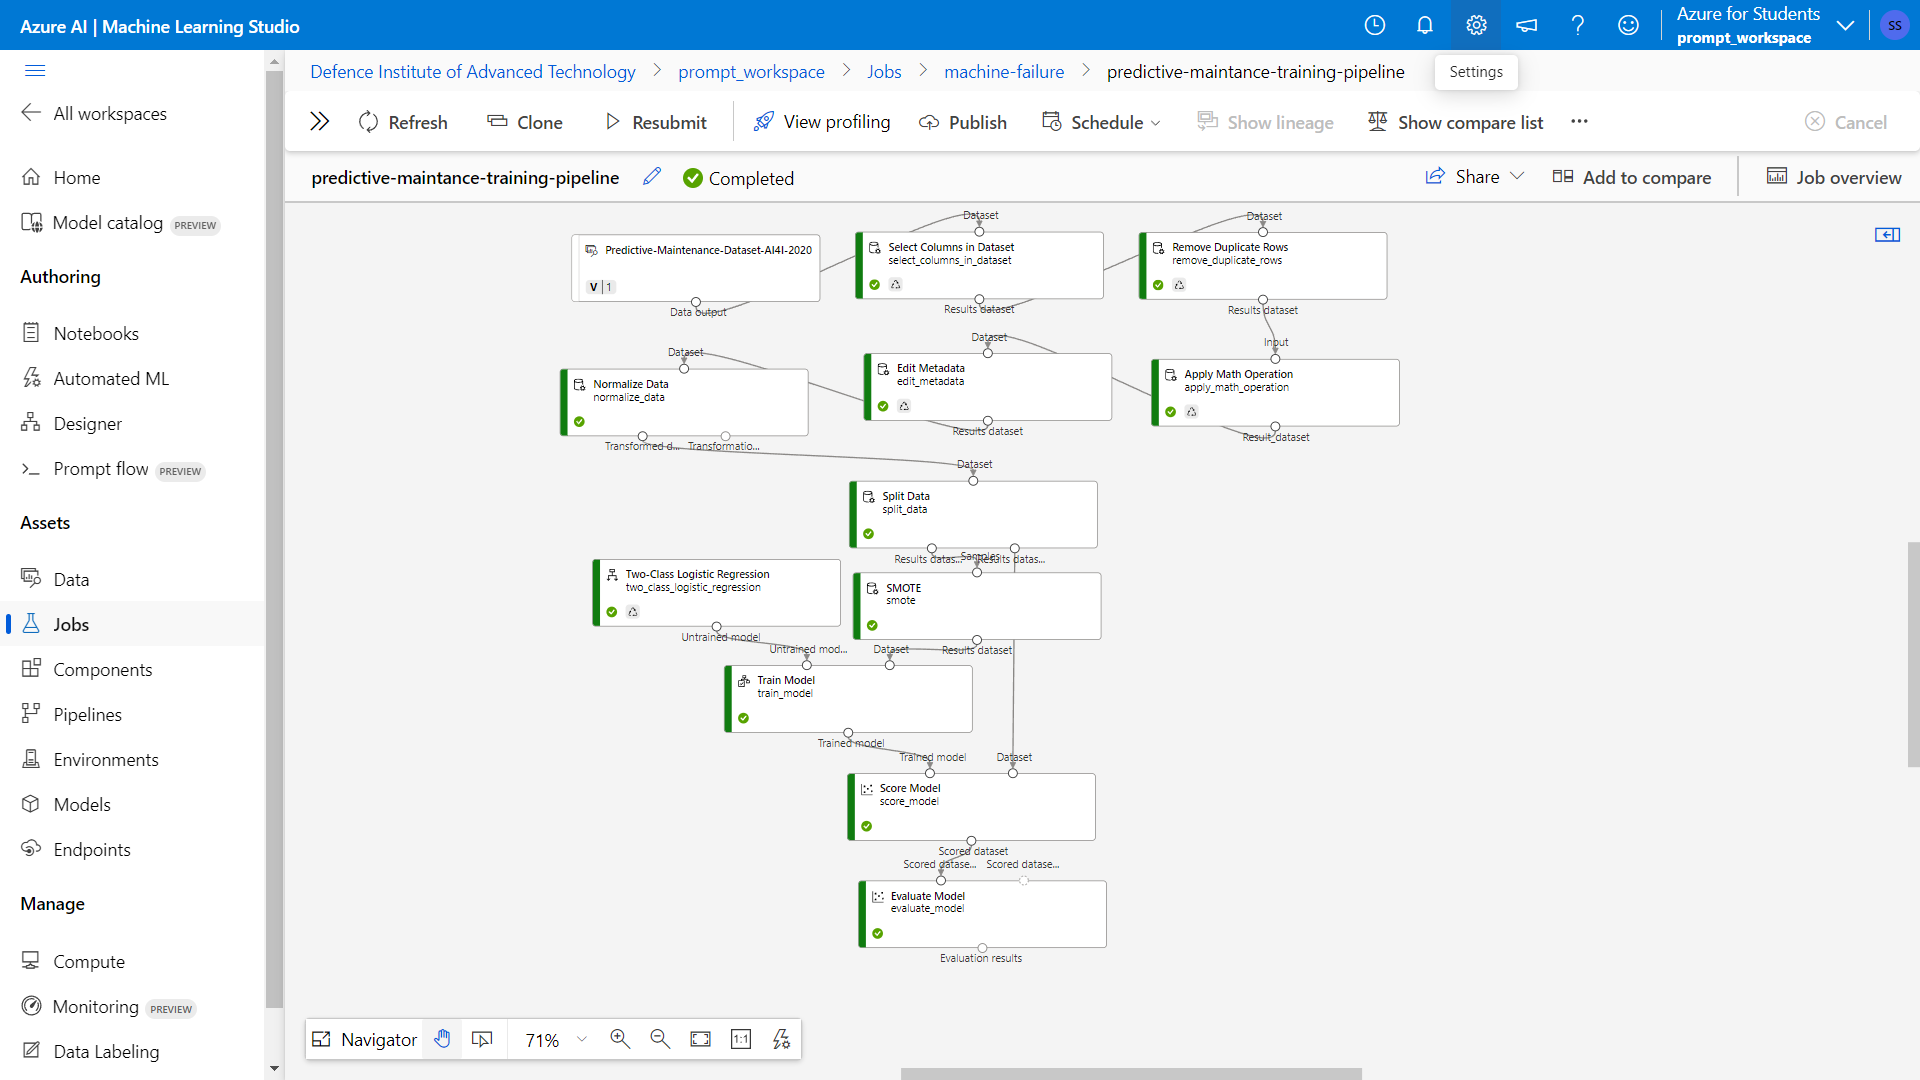 Azure AI | Machine Learning Studio
Azure for Students
prompt_workspace
SS
Defence Institute of Advanced Technology
prompt_workspace
Jobs
machine-failure
predictive-maintance-training-pipeline
Settings
All workspaces
Home
Model catalog PREVIEW
Authoring
Notebooks
Automated ML
Designer
Prompt flow PREVIEW
Assets
Data
Jobs
Components
Pipelines
Environments
Models
Endpoints
Manage
Compute
Monitoring PREVIEW
Data Labeling
Refresh
Clone
Resubmit
View profiling
Publish
Schedule
Show lineage
Show compare list
Cancel
predictive-maintance-training-pipeline
Completed
Share
Add to compare
Job overview
Predictive-Maintenance-Dataset-AI4I-2020
V | 1
Data output
Dataset
Select Columns in Dataset
select_columns_in_dataset
Results dataset
Dataset
Remove Duplicate Rows
remove_duplicate_rows
Results dataset
Dataset
Normalize Data
normalize_data
Transformed d...
Transformatio...
Dataset
Edit Metadata
edit_metadata
Results dataset
Input
Apply Math Operation
apply_math_operation
Result_dataset
Dataset
Split Data
split_data
Results datas...
Samples
Results datas...
Two-Class Logistic Regression
two_class_logistic_regression
Untrained model
SMOTE
smote
Results dataset
Untrained mod...
Dataset
Train Model
train_model
Trained model
Trained model
Dataset
Score Model
score_model
Scored dataset
Scored datase...
Scored datase...
Evaluate Model
evaluate_model
Evaluation results
Navigator
71%
1:1